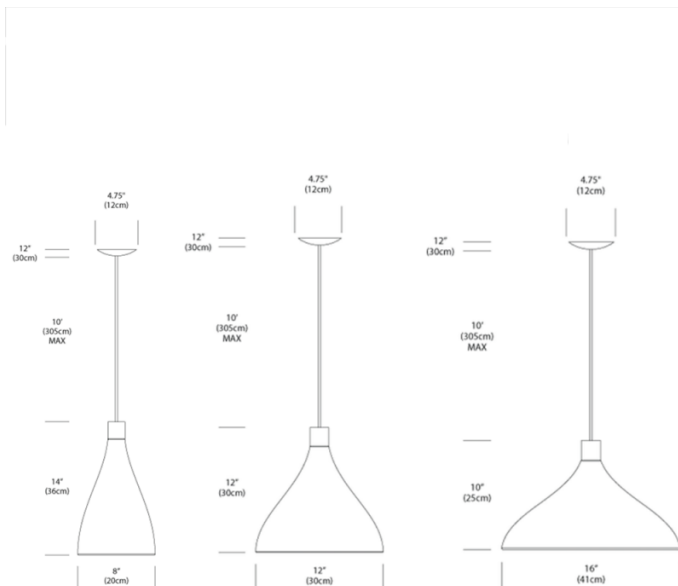 4.75"
(12cm)
12"
(30cm)
10'
(305cm)
MAX
14"
(36cm)
8"
(20cm)
4.75"
(12cm)
12"
(30cm)
10'
(305cm)
MAX
12"
(30cm)
12"
(30cm)
4.75"
(12cm)
12"
(30cm)
10'
(305cm)
MAX
10"
(25cm)
16"
(41cm)